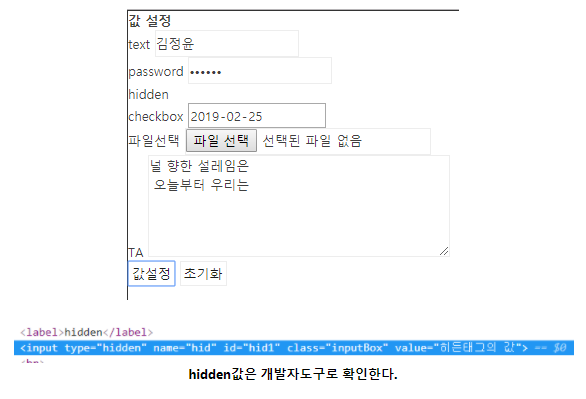 값 설정
text 김정윤
password ••••••
hidden
checkbox 2019-02-25
파일선택 파일 선택 선택된 파일 없음
널 향한 설레임은
오늘부터 우리는
TA
값설정 초기화
<label>hidden</label>
<input type="hidden" name="hid" id="hid1" class="inputBox" value="히든태그의 값"> == $0
hidden값은 개발자도구로 확인한다.